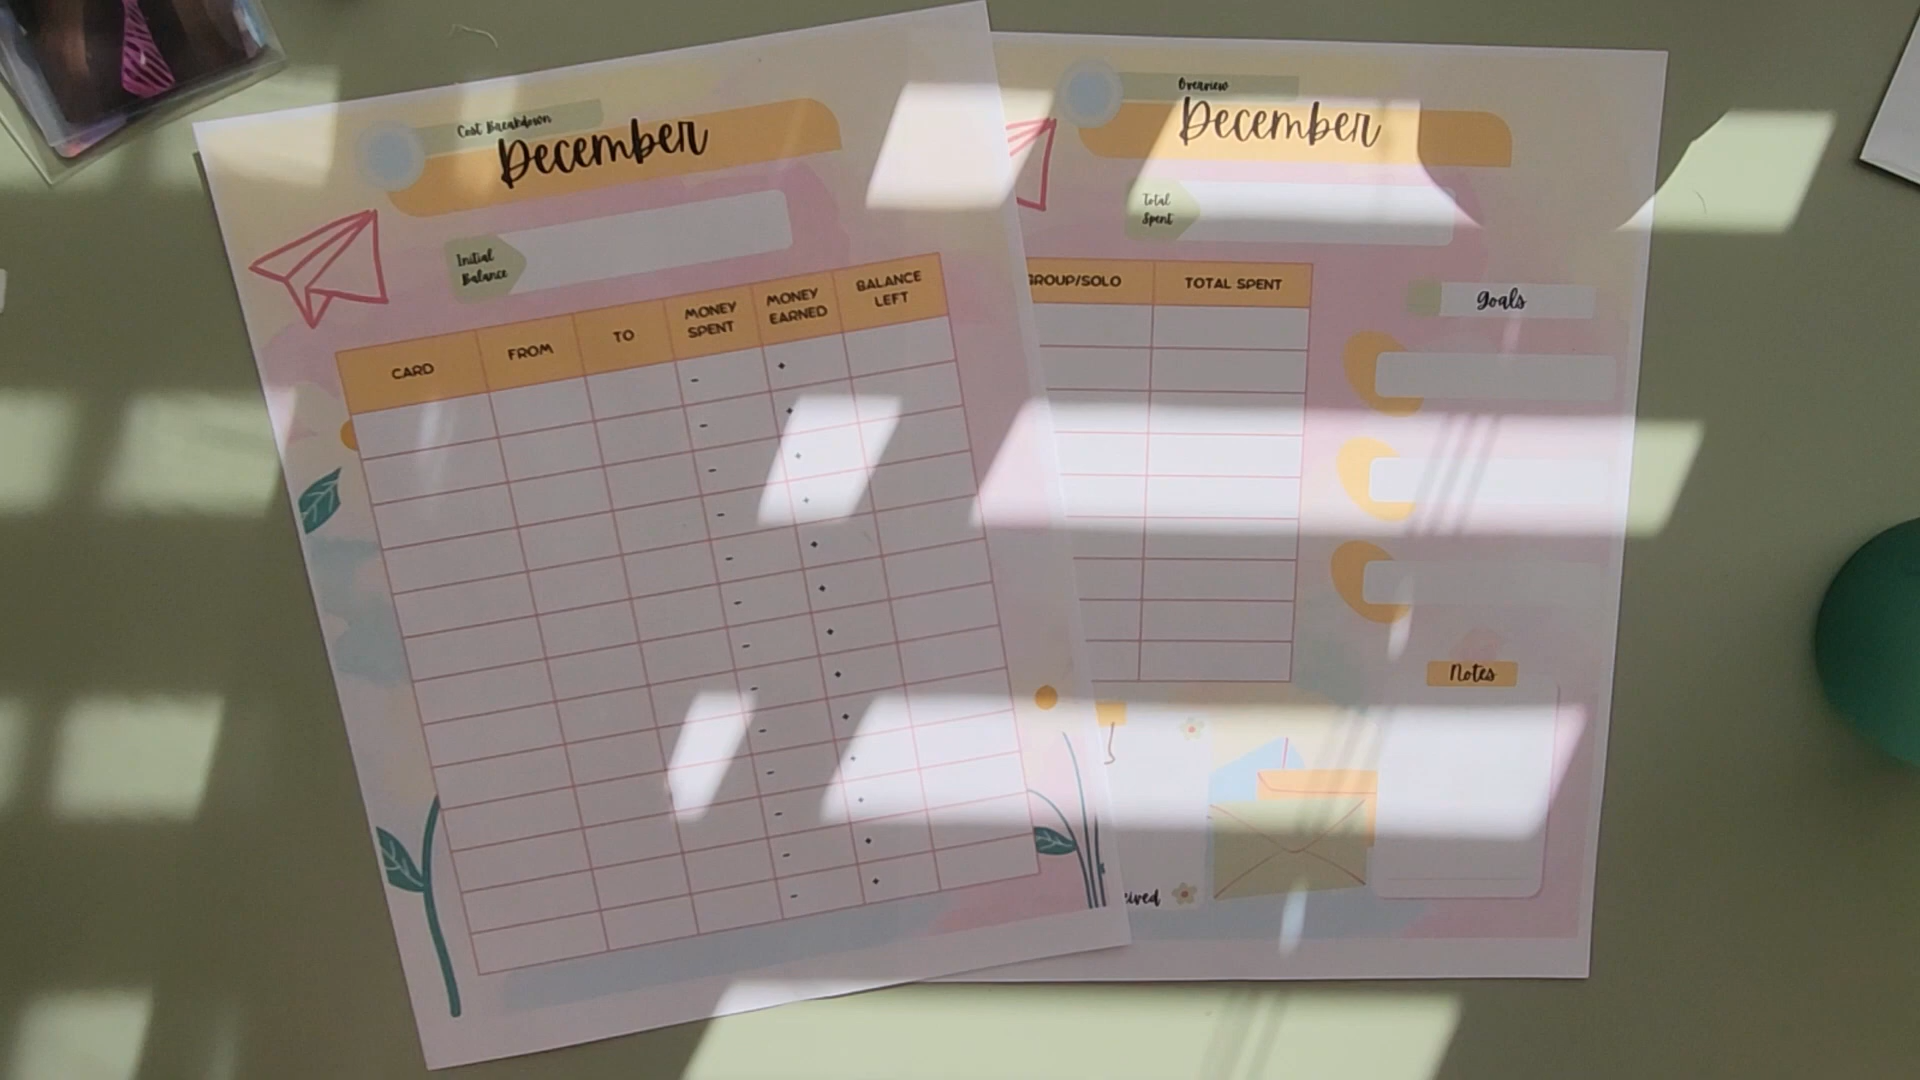 Cost Breakdown
December
Initial
Balance
CARD
FROM
TO
MONEY
SPENT
MONEY
EARNED
BALANCE
LEFT
-
+
-
+
-
+
-
+
-
+
-
+
-
+
-
+
-
+
-
+
-
+
-
+
-
+
Overview
December
Total
Spent
GROUP/SOLO
TOTAL SPENT
Goals
Notes
eived